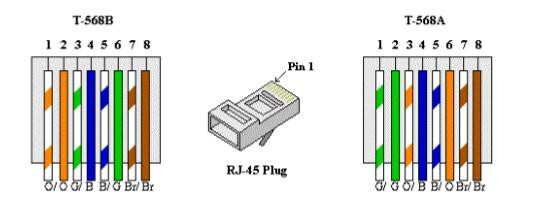 T-568B
T-568A
1 2 3 4 5 6 7 8
Pin 1
1 2 3 4 5 6 7 8
RJ-45 Plug
O/ O G/ B B/ G Br/ Br
G/ G O/ B B/ O Br/ Br